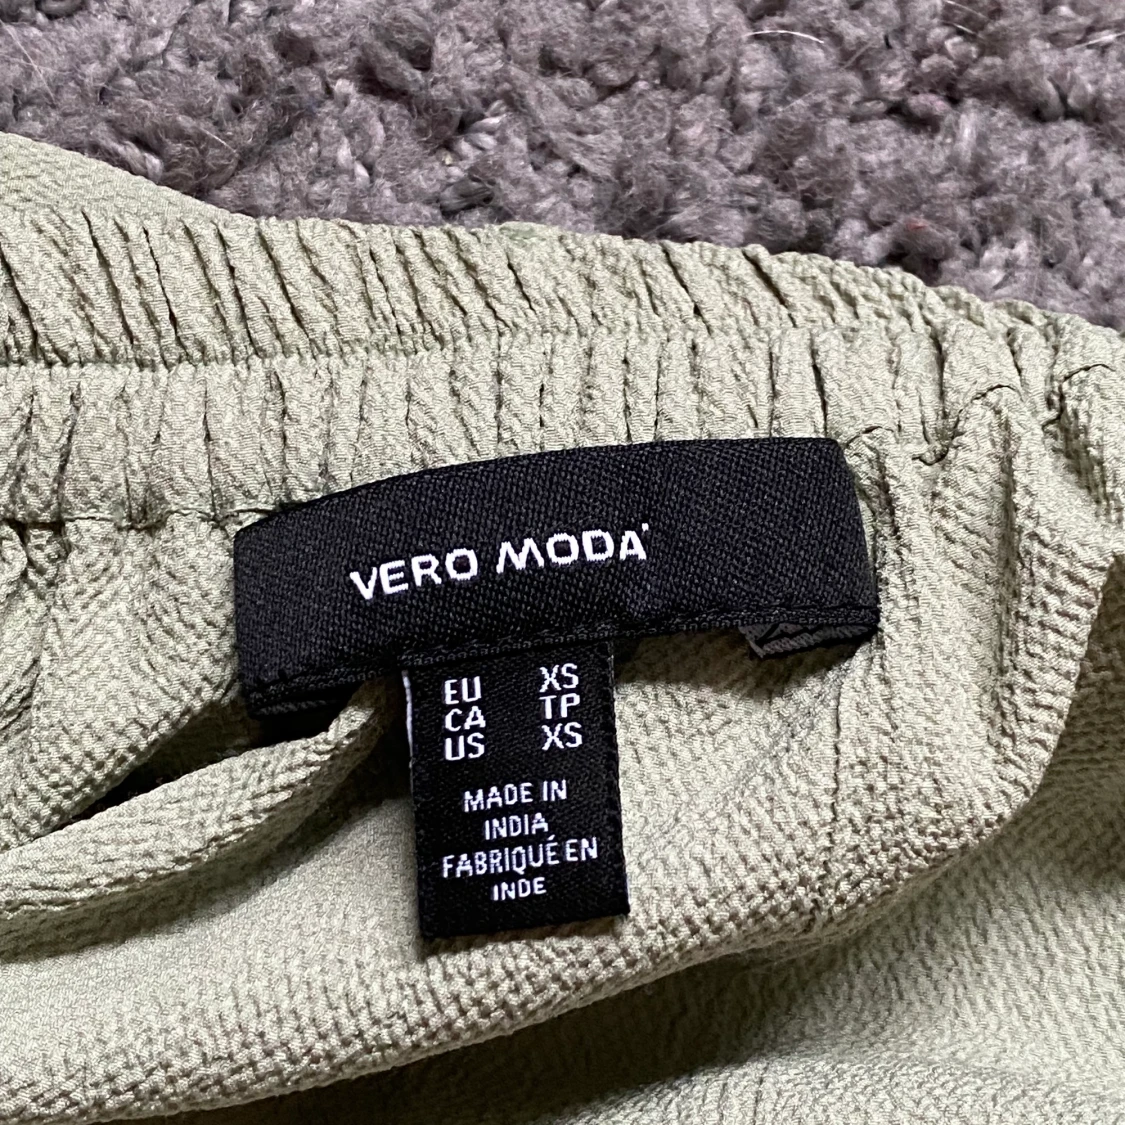 VERO MODA
EU XS
CA TP
US XS
MADE IN
INDIA
FABRIQUÉ EN
INDE